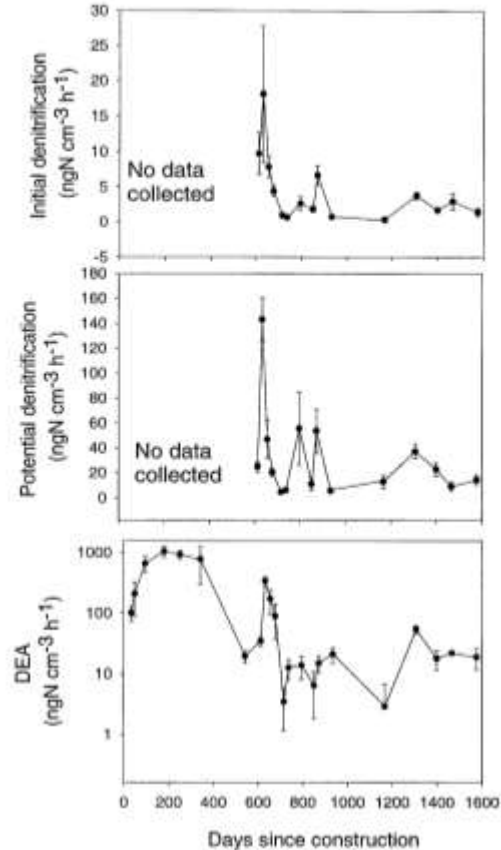 30
25
20
15
10
5
0
-5
Initial denitrification
(ngN cm-3 h-1)
No data
collected
180
160
140
120
100
80
60
40
20
0
Potential denitrification
(ngN cm-3 h-1)
No data
collected
1000
100
10
1
DEA
(ngN cm-3 h-1)
0 200 400 600 800 1000 1200 1400 1600
Days since construction